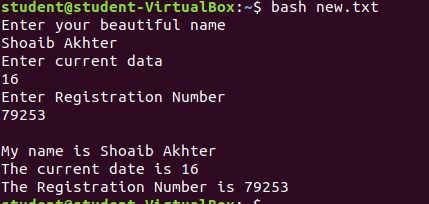 student@student-VirtualBox:~$ bash new.txt
Enter your beautiful name
Shoaib Akhter
Enter current data
16
Enter Registration Number
79253

My name is Shoaib Akhter
The current date is 16
The Registration Number is 79253
student@student-VirtualBox:~$